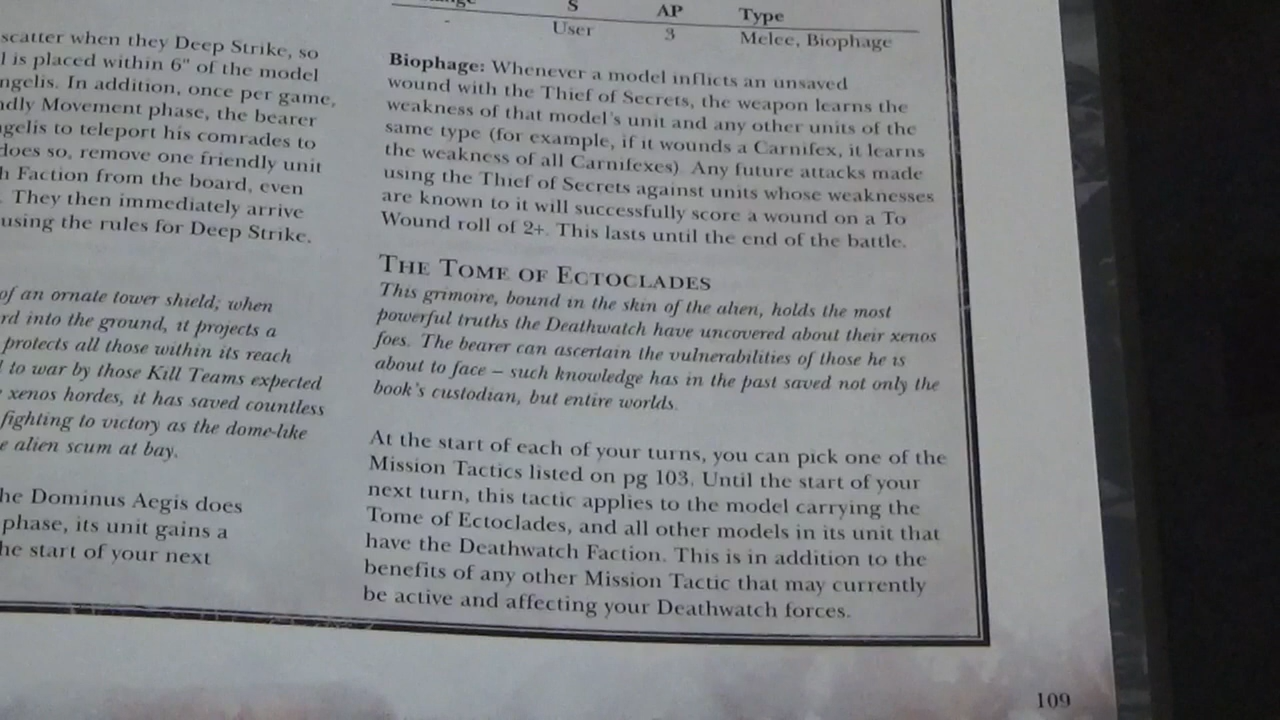 scatter when they Deep Strike, so
is placed within 6" of the model
ngelis. In addition, once per game,
ndly Movement phase, the bearer
ngelis to teleport his comrades to
does so, remove one friendly unit
h Faction from the board, even
. They then immediately arrive
using the rules for Deep Strike.
of an ornate tower shield; when
rd into the ground, it projects a
protects all those within its reach
to war by those Kill Teams expected
xenos hordes, it has saved countless
fighting to victory as the dome-like
e alien scum at bay.
he Dominus Aegis does
phase, its unit gains a
he start of your next
S AP Type
- User 3 Melee, Biophage
Biophage: Whenever a model inflicts an unsaved
wound with the Thief of Secrets, the weapon learns the
weakness of that model's unit and any other units of the
same type (for example, if it wounds a Carnifex, it learns
the weakness of all Carnifexes). Any future attacks made
using the Thief of Secrets against units whose weaknesses
are known to it will successfully score a wound on a To
Wound roll of 2+. This lasts until the end of the battle.
THE TOME OF ECTOCLADES
This grimoire, bound in the skin of the alien, holds the most
powerful truths the Deathwatch have uncovered about their xenos
foes. The bearer can ascertain the vulnerabilities of those he is
about to face – such knowledge has in the past saved not only the
book's custodian, but entire worlds.
At the start of each of your turns, you can pick one of the
Mission Tactics listed on pg 103. Until the start of your
next turn, this tactic applies to the model carrying the
Tome of Ectoclades, and all other models in its unit that
have the Deathwatch Faction. This is in addition to the
benefits of any other Mission Tactic that may currently
be active and affecting your Deathwatch forces.
109